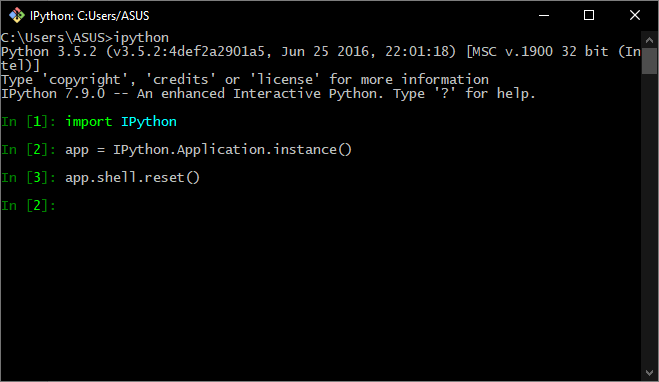 IPython: C:Users/ASUS
C:\Users\ASUS>ipython
Python 3.5.2 (v3.5.2:4def2a2901a5, Jun 25 2016, 22:01:18) [MSC v.1900 32 bit (In
tel)]
Type 'copyright', 'credits' or 'license' for more information
IPython 7.9.0 -- An enhanced Interactive Python. Type '?' for help.
In [1]: import IPython
In [2]: app = IPython.Application.instance()
In [3]: app.shell.reset()
In [2]: